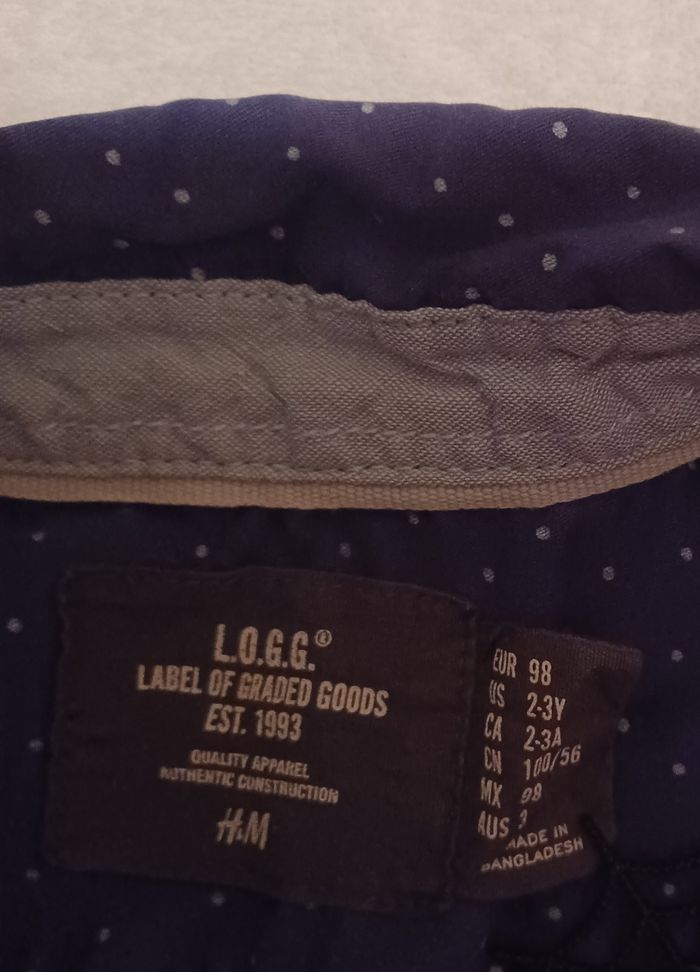 L.O.G.G.®
LABEL OF GRADED GOODS
EST. 1993
QUALITY APPAREL
AUTHENTIC CONSTRUCTION
H&M
EUR 98
US 2-3Y
CA 2-3A
CN 100/56
MX 98
AUS 3
MADE IN
BANGLADESH